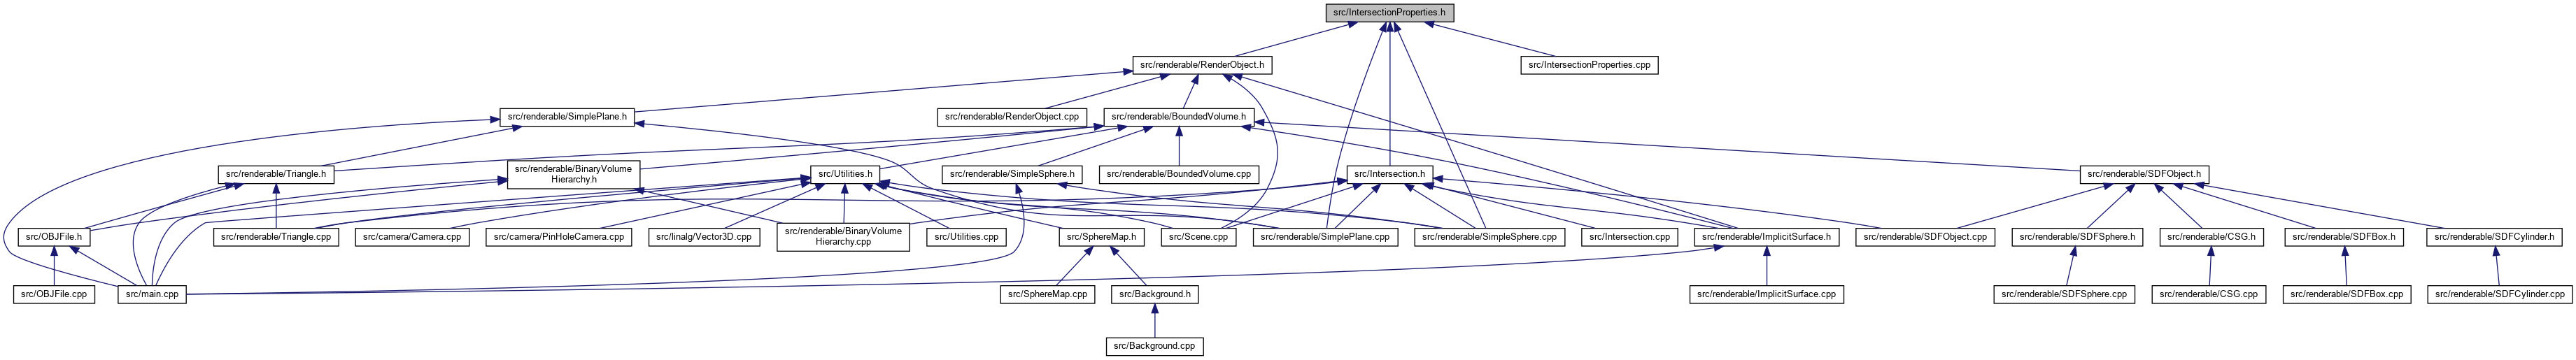 src/IntersectionProperties.h
src/renderable/RenderObject.h
src/IntersectionProperties.cpp
src/renderable/SimplePlane.h
src/renderable/RenderObject.cpp
src/renderable/BoundedVolume.h
src/renderable/Triangle.h
src/renderable/BinaryVolume
Hierarchy.h
src/Utilities.h
src/renderable/SimpleSphere.h
src/renderable/BoundedVolume.cpp
src/Intersection.h
src/renderable/SDFObject.h
src/OBJFile.h
src/renderable/Triangle.cpp
src/camera/Camera.cpp
src/camera/PinHoleCamera.cpp
src/linalg/Vector3D.cpp
src/renderable/BinaryVolume
Hierarchy.cpp
src/Utilities.cpp
src/SphereMap.h
src/Scene.cpp
src/renderable/SimplePlane.cpp
src/renderable/SimpleSphere.cpp
src/Intersection.cpp
src/renderable/ImplicitSurface.h
src/renderable/SDFObject.cpp
src/renderable/SDFSphere.h
src/renderable/CSG.h
src/renderable/SDFBox.h
src/renderable/SDFCylinder.h
src/OBJFile.cpp
src/main.cpp
src/SphereMap.cpp
src/Background.h
src/renderable/ImplicitSurface.cpp
src/renderable/SDFSphere.cpp
src/renderable/CSG.cpp
src/renderable/SDFBox.cpp
src/renderable/SDFCylinder.cpp
src/Background.cpp